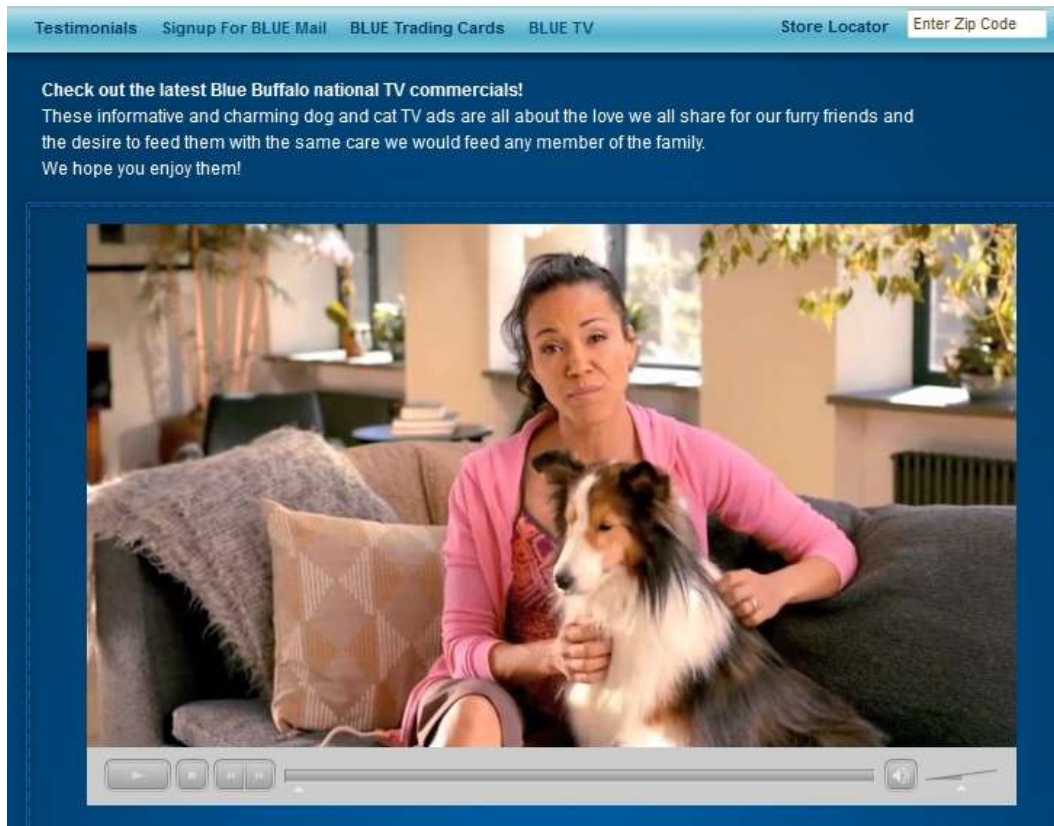 Testimonials Signup For BLUE Mail BLUE Trading Cards BLUE TV Store Locator Enter Zip Code
Check out the latest Blue Buffalo national TV commercials!
These informative and charming dog and cat TV ads are all about the love we all share for our furry friends and
the desire to feed them with the same care we would feed any member of the family.
We hope you enjoy them!